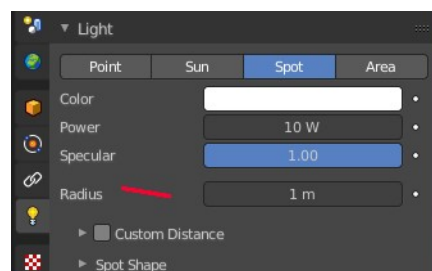 Light
Point Sun Spot Area
Color
Power 10 W
Specular 1.00
Radius 1 m
Custom Distance
Spot Shape